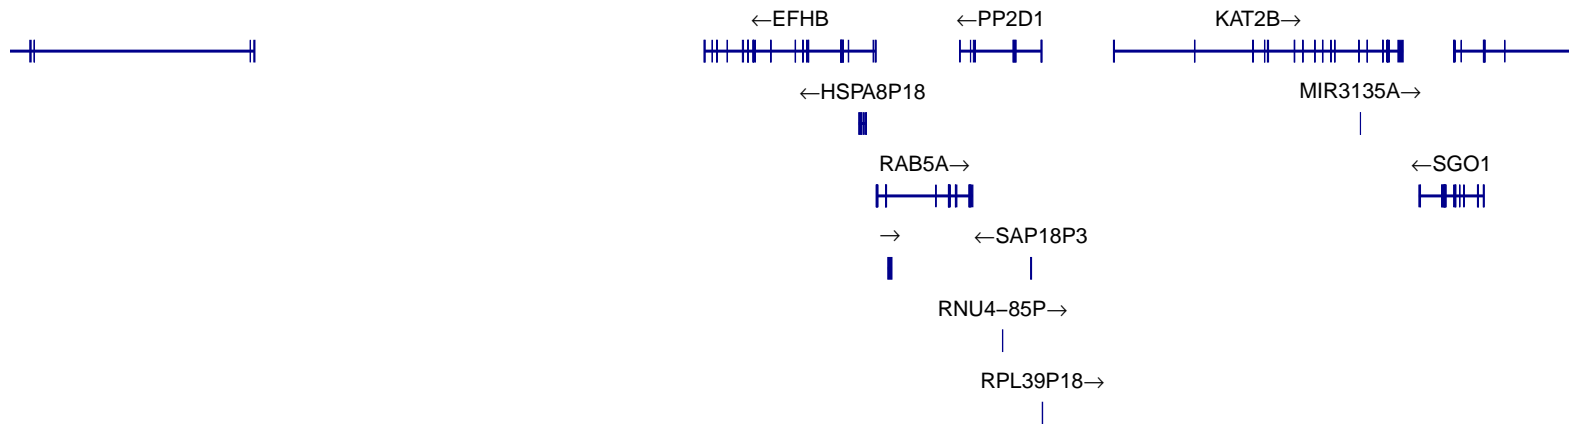 ←EFHB ←PP2D1 KAT2B→
←HSPA8P18 MIR3135A→
RAB5A→ ←SGO1
→ ←SAP18P3
RNU4−85P→
RPL39P18→